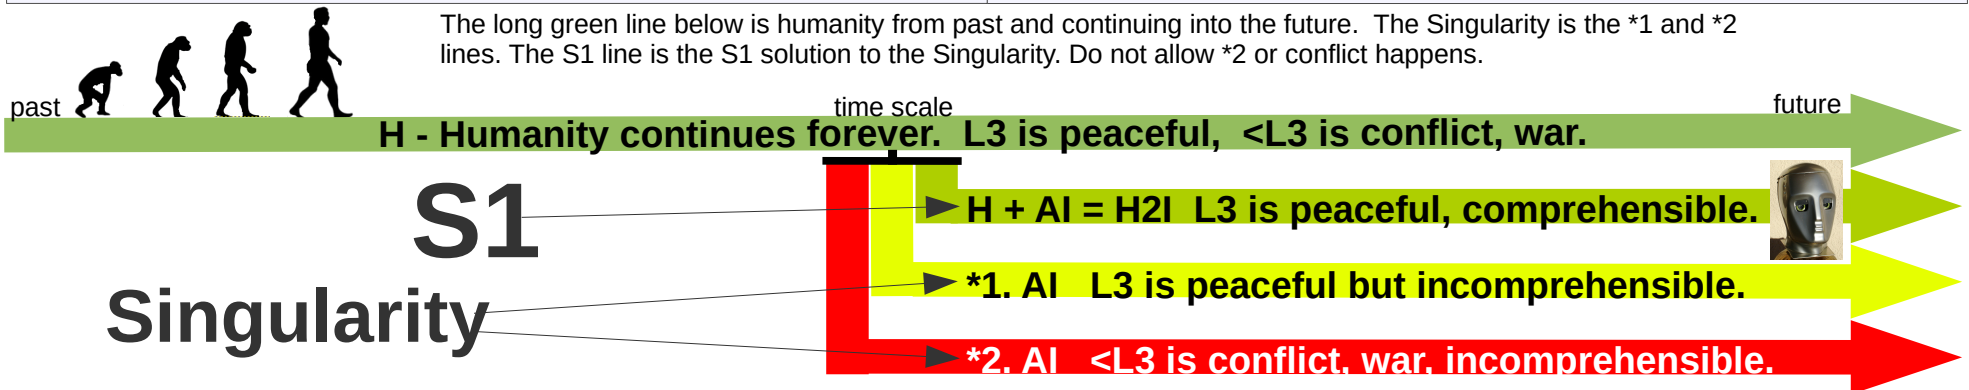 The long green line below is humanity from past and continuing into the future.  The Singularity is the *1 and *2
lines. The S1 line is the S1 solution to the Singularity. Do not allow *2 or conflict happens.
past
time scale
future
H - Humanity continues forever.  L3 is peaceful,  <L3 is conflict, war.
S1
H + AI = H2I  L3 is peaceful, comprehensible.
*1. AI   L3 is peaceful but incomprehensible.
Singularity
*2. AI   <L3 is conflict, war, incomprehensible.